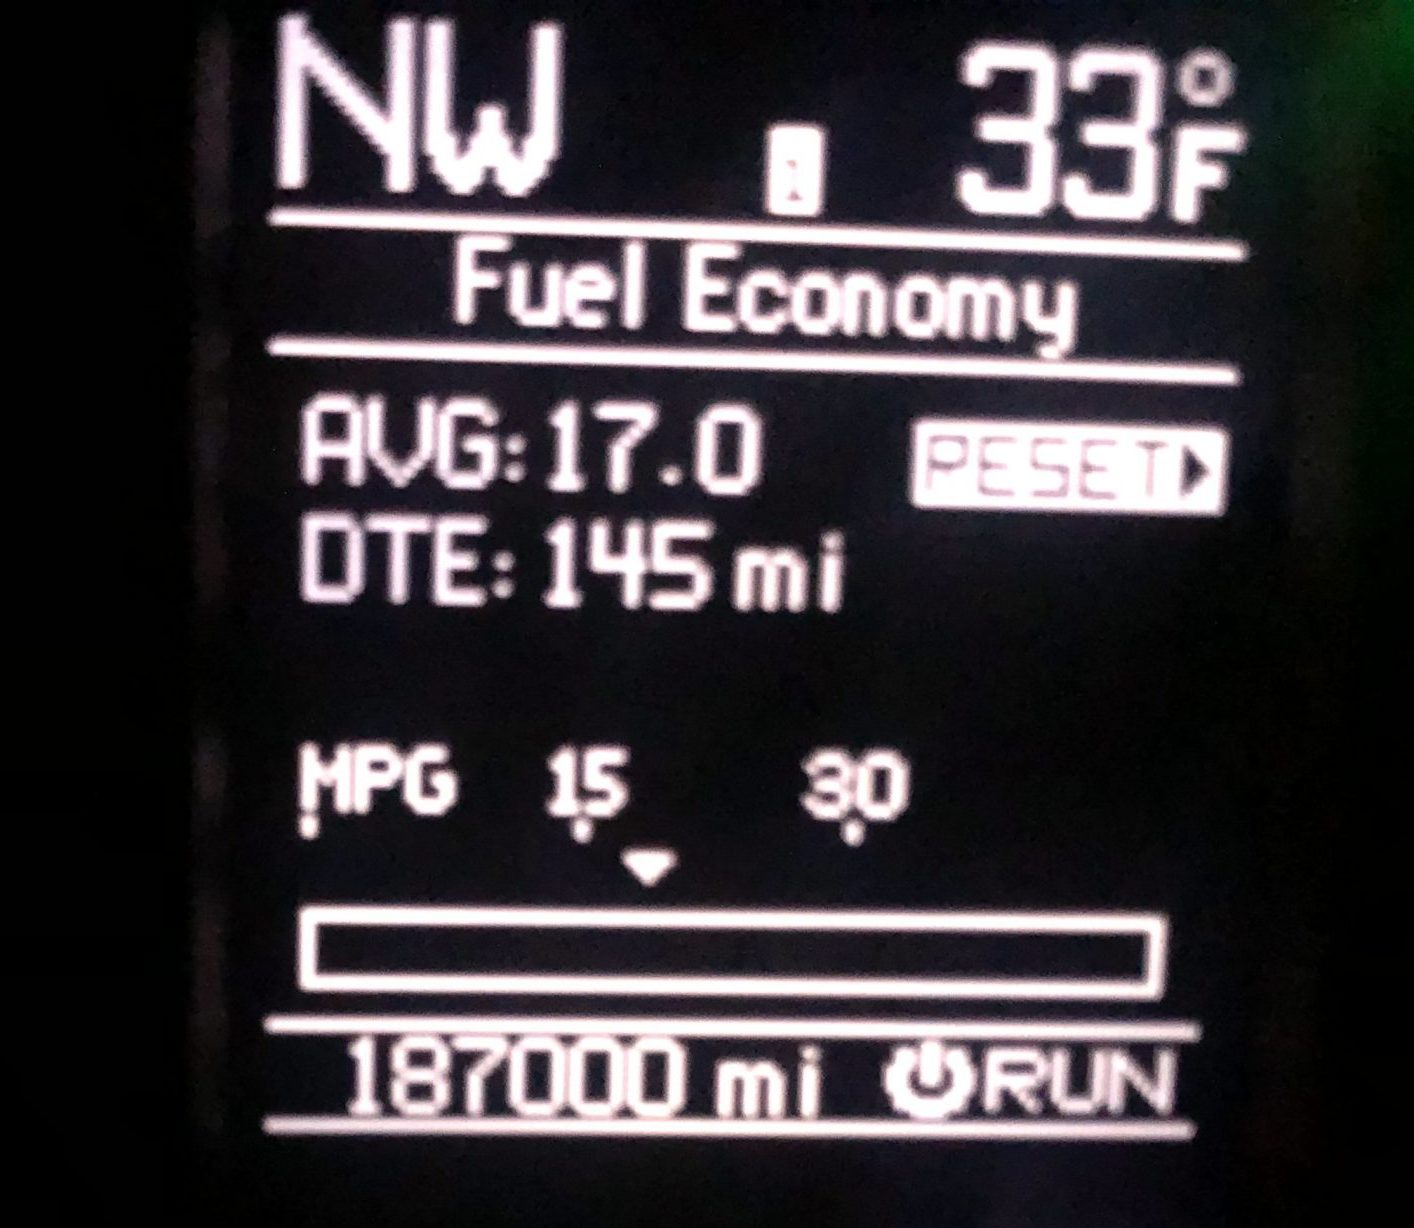 NW 33°F
Fuel Economy
AVG: 17.0 RESET
DTE: 145 mi
MPG 15 30
187000 mi RUN